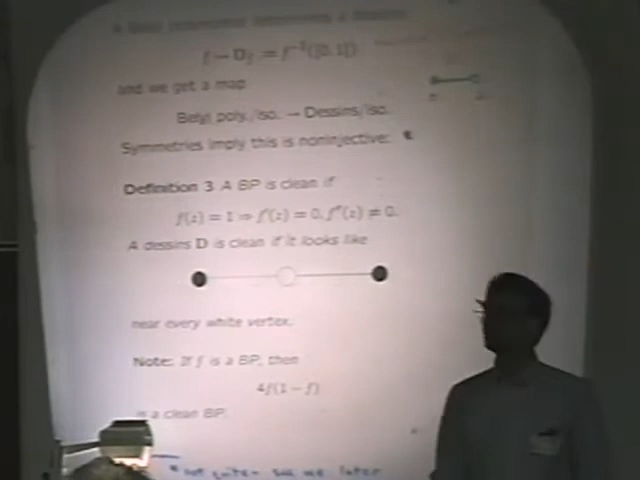 f → D_f := f^{-1}([0, 1])
and we get a map
Belyi poly./iso. → Dessins/iso.
Symmetries imply this is noninjective: *
Definition 3 A BP is clean if
f(z) = 1 ⇒ f'(z) = 0, f''(z) ≠ 0.
A dessins D is clean if it looks like
near every white vertex.
Note: If f is a BP, then
4f(1 − f)
is a clean BP.
* not later